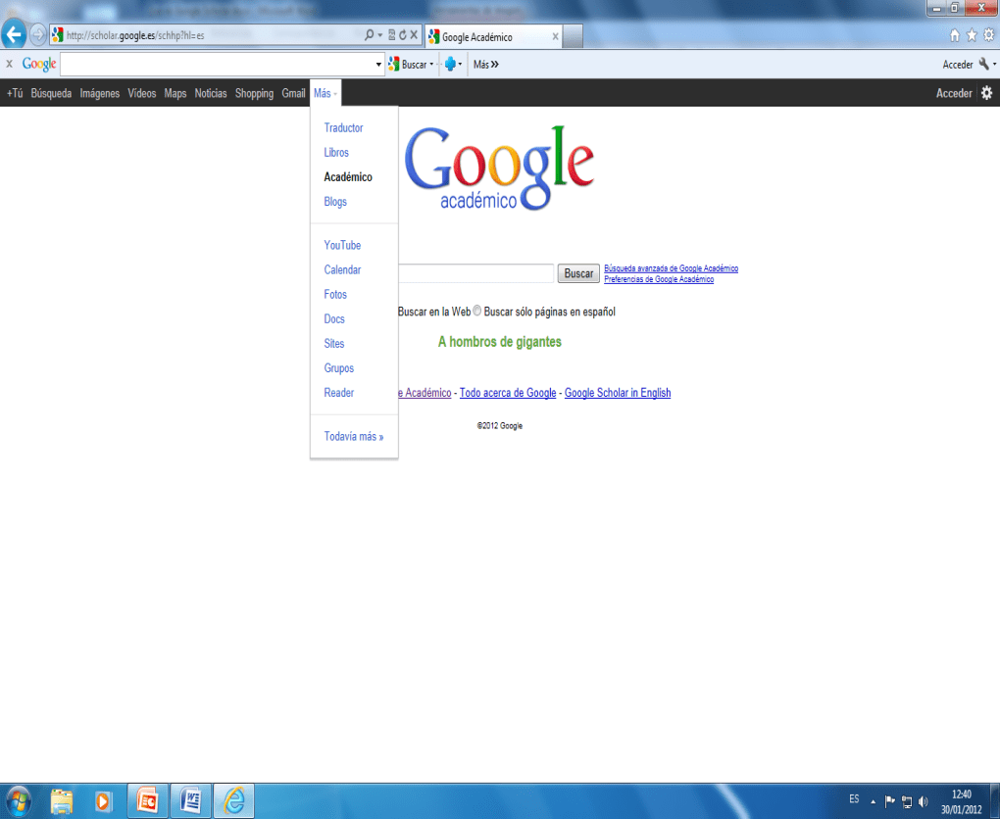 http://scholar.google.es/schhp?hl=es
Google Académico
x Google
Buscar
Más »
Acceder
+Tú Búsqueda Imágenes Vídeos Maps Noticias Shopping Gmail Más
Acceder
Traductor
Libros
Académico
Blogs
YouTube
Calendar
Fotos
Docs
Sites
Grupos
Reader
Todavía más »
Google
académico
Buscar
Búsqueda avanzada de Google Académico
Preferencias de Google Académico
Buscar en la Web Buscar sólo páginas en español
A hombros de gigantes
e Académico - Todo acerca de Google - Google Scholar in English
©2012 Google
ES
12:40
30/01/2012